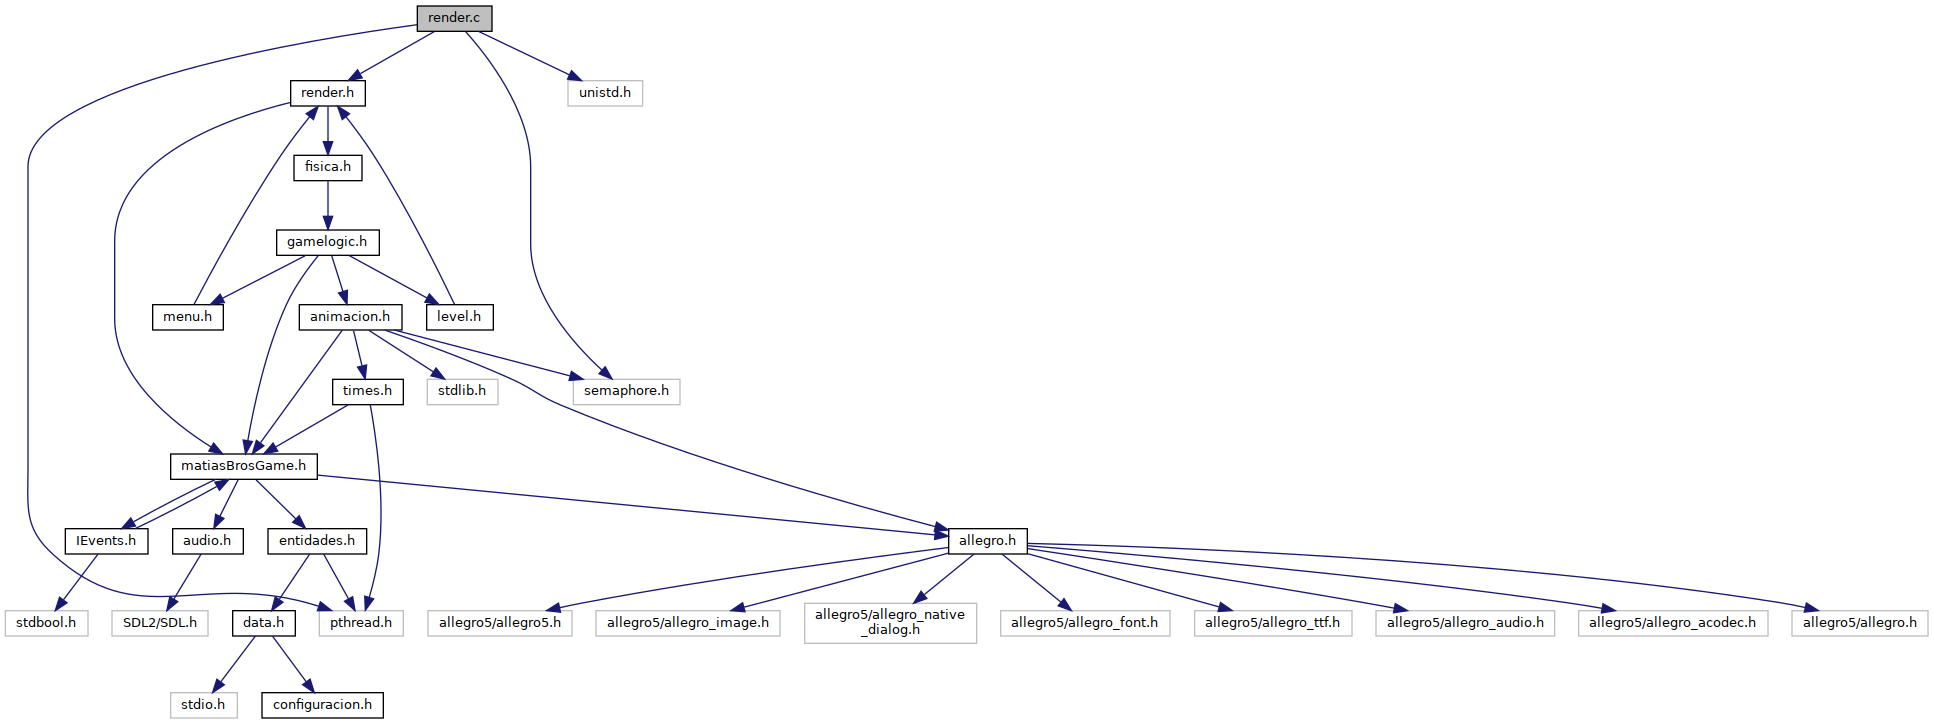 render.c
render.h
unistd.h
fisica.h
gamelogic.h
menu.h
animacion.h
level.h
times.h
stdlib.h
semaphore.h
matiasBrosGame.h
IEvents.h
audio.h
entidades.h
allegro.h
stdbool.h
SDL2/SDL.h
data.h
pthread.h
allegro5/allegro5.h
allegro5/allegro_image.h
allegro5/allegro_native
_dialog.h
allegro5/allegro_font.h
allegro5/allegro_ttf.h
allegro5/allegro_audio.h
allegro5/allegro_acodec.h
allegro5/allegro.h
stdio.h
configuracion.h